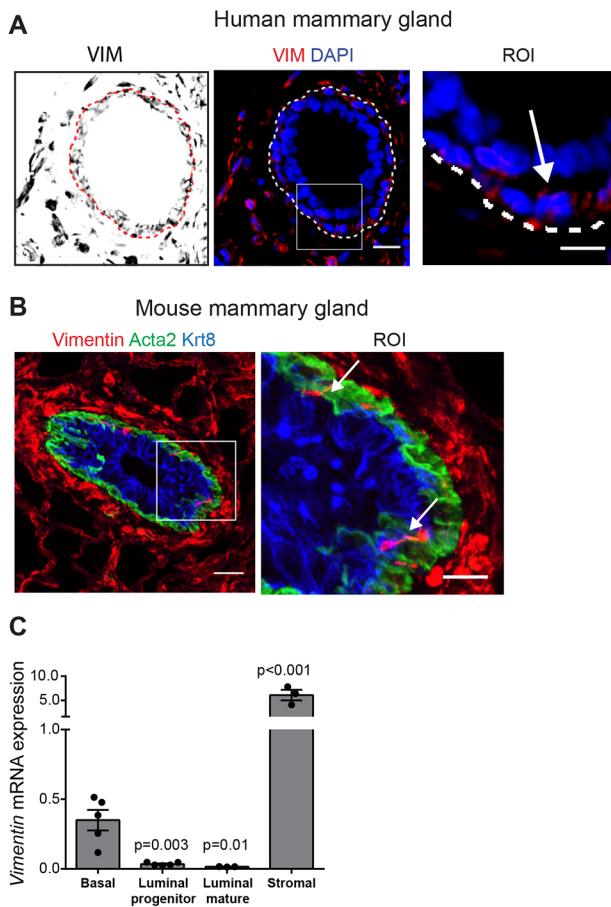 A
Human mammary gland
VIM
VIM DAPI
ROI
B
Mouse mammary gland
Vimentin Acta2 Krt8
ROI
C
Vimentin mRNA expression
10.0
5.0
1.0
0.5
0.0
p<0.001
p=0.003
p=0.01
Basal
Luminal
progenitor
Luminal
mature
Stromal